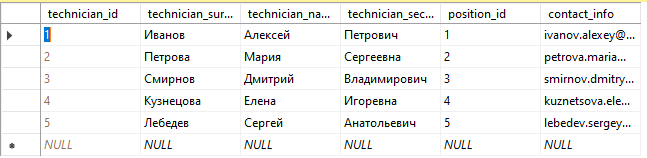 technician_id technician_sur... technician_na... technician_sec... position_id contact_info
1 Иванов Алексей Петрович 1 ivanov.alexey@...
2 Петрова Мария Сергеевна 2 petrova.maria...
3 Смирнов Дмитрий Владимирович 3 smirnov.dmitry...
4 Кузнецова Елена Игоревна 4 kuznetsova.ele...
5 Лебедев Сергей Анатольевич 5 lebedev.sergey...
NULL NULL NULL NULL NULL NULL